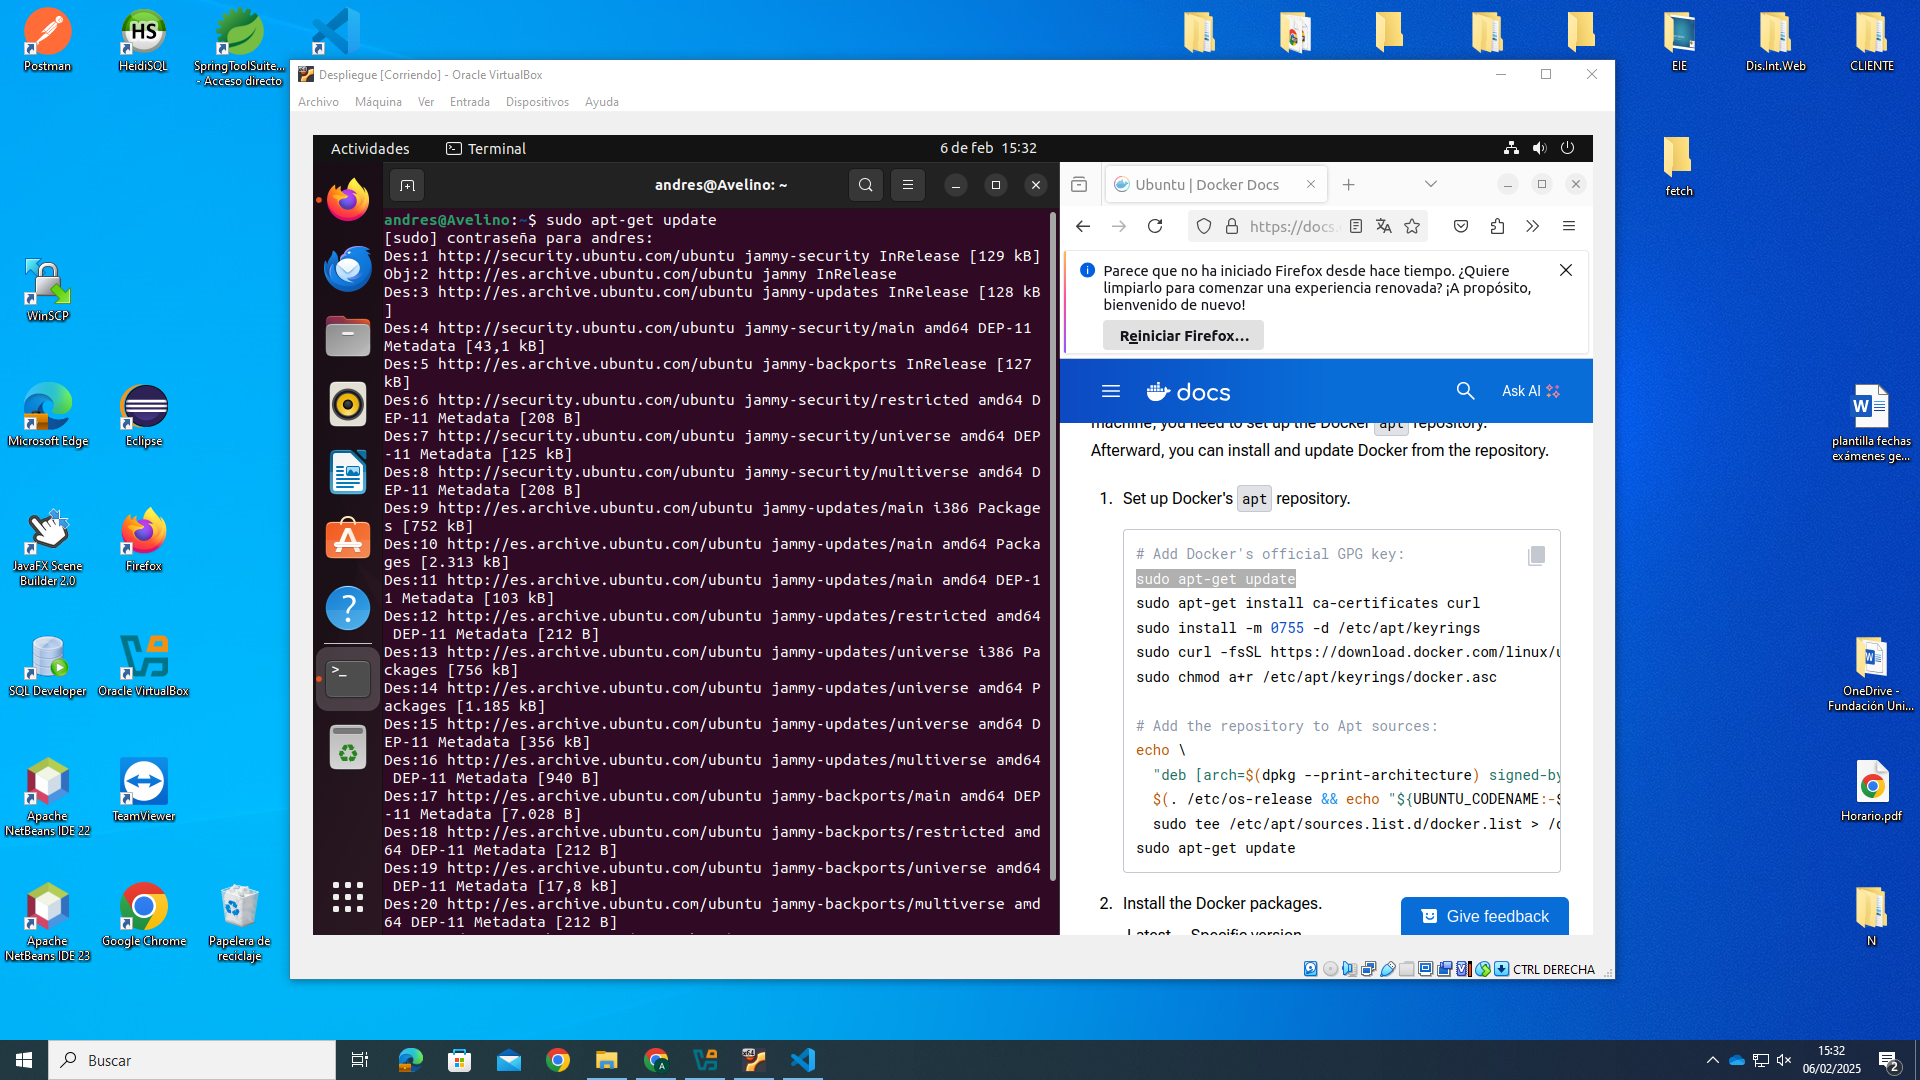 Postman
HeidiSQL
SpringToolSuite...
- Acceso directo
EIE
Dis.Int.Web
CLIENTE
fetch
WinSCP
Microsoft Edge
Eclipse
JavaFX Scene
Builder 2.0
Firefox
SQL Developer
Oracle VirtualBox
Apache
NetBeans IDE 22
TeamViewer
Apache
NetBeans IDE 23
Google Chrome
Papelera de
reciclaje
plantilla fechas
exámenes ge...
OneDrive -
Fundación Uni...
Horario.pdf
N
Despliegue [Corriendo] - Oracle VirtualBox
Archivo Máquina Ver Entrada Dispositivos Ayuda
Actividades
Terminal
6 de feb 15:32
andres@Avelino: ~
andres@Avelino:~$ sudo apt-get update
[sudo] contraseña para andres:
Des:1 http://security.ubuntu.com/ubuntu jammy-security InRelease [129 kB]
Obj:2 http://es.archive.ubuntu.com/ubuntu jammy InRelease
Des:3 http://es.archive.ubuntu.com/ubuntu jammy-updates InRelease [128 kB
]
Des:4 http://security.ubuntu.com/ubuntu jammy-security/main amd64 DEP-11
Metadata [43,1 kB]
Des:5 http://es.archive.ubuntu.com/ubuntu jammy-backports InRelease [127
kB]
Des:6 http://security.ubuntu.com/ubuntu jammy-security/restricted amd64 D
EP-11 Metadata [208 B]
Des:7 http://security.ubuntu.com/ubuntu jammy-security/universe amd64 DEP
-11 Metadata [125 kB]
Des:8 http://security.ubuntu.com/ubuntu jammy-security/multiverse amd64 D
EP-11 Metadata [208 B]
Des:9 http://es.archive.ubuntu.com/ubuntu jammy-updates/main i386 Package
s [752 kB]
Des:10 http://es.archive.ubuntu.com/ubuntu jammy-updates/main amd64 Packa
ges [2.313 kB]
Des:11 http://es.archive.ubuntu.com/ubuntu jammy-updates/main amd64 DEP-1
1 Metadata [103 kB]
Des:12 http://es.archive.ubuntu.com/ubuntu jammy-updates/restricted amd64
DEP-11 Metadata [212 B]
Des:13 http://es.archive.ubuntu.com/ubuntu jammy-updates/universe i386 Pa
ckages [756 kB]
Des:14 http://es.archive.ubuntu.com/ubuntu jammy-updates/universe amd64 P
ackages [1.185 kB]
Des:15 http://es.archive.ubuntu.com/ubuntu jammy-updates/universe amd64 D
EP-11 Metadata [356 kB]
Des:16 http://es.archive.ubuntu.com/ubuntu jammy-updates/multiverse amd64
DEP-11 Metadata [940 B]
Des:17 http://es.archive.ubuntu.com/ubuntu jammy-backports/main amd64 DEP
-11 Metadata [7.028 B]
Des:18 http://es.archive.ubuntu.com/ubuntu jammy-backports/restricted amd
64 DEP-11 Metadata [212 B]
Des:19 http://es.archive.ubuntu.com/ubuntu jammy-backports/universe amd64
DEP-11 Metadata [17,8 kB]
Des:20 http://es.archive.ubuntu.com/ubuntu jammy-backports/multiverse amd
64 DEP-11 Metadata [212 B]
Ubuntu | Docker Docs
https://docs.
Parece que no ha iniciado Firefox desde hace tiempo. ¿Quiere
limpiarlo para comenzar una experiencia renovada? ¡A propósito,
bienvenido de nuevo!
Reiniciar Firefox...
docs
Ask AI
machine, you need to set up the Docker apt repository.
Afterward, you can install and update Docker from the repository.
1. Set up Docker's apt repository.
# Add Docker's official GPG key:
sudo apt-get update
sudo apt-get install ca-certificates curl
sudo install -m 0755 -d /etc/apt/keyrings
sudo curl -fsSL https://download.docker.com/linux/u
sudo chmod a+r /etc/apt/keyrings/docker.asc
# Add the repository to Apt sources:
echo \
"deb [arch=$(dpkg --print-architecture) signed-by
$(. /etc/os-release && echo "${UBUNTU_CODENAME:-$
sudo tee /etc/apt/sources.list.d/docker.list > /d
sudo apt-get update
2. Install the Docker packages.
Latest Specific version
Give feedback
CTRL DERECHA
Buscar
15:32
06/02/2025
2